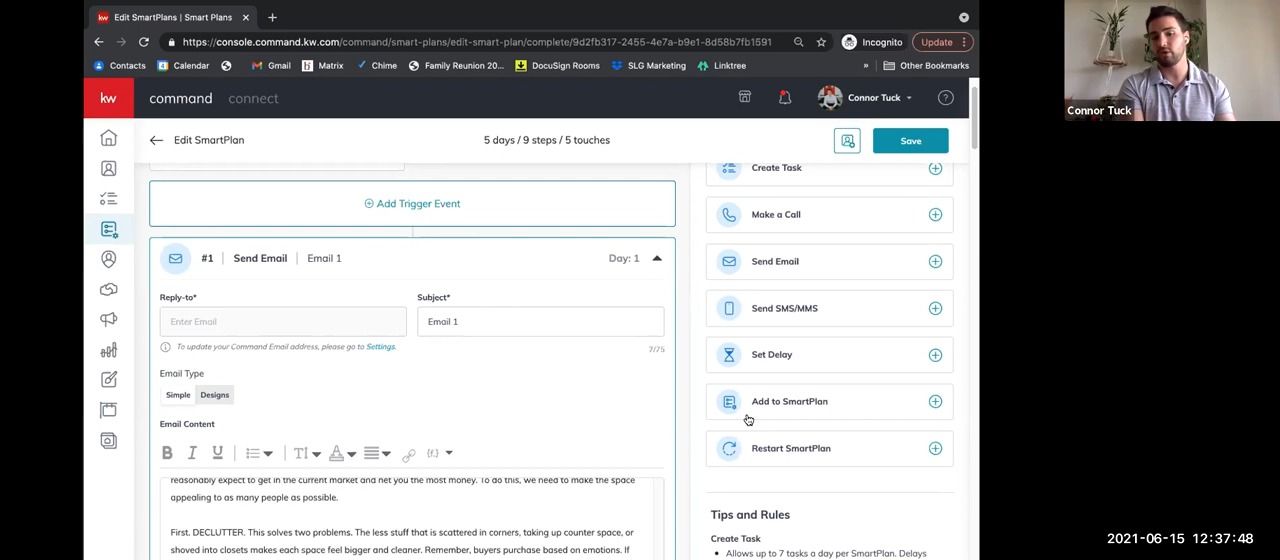 kw Edit SmartPlans | Smart Plans
https://console.command.kw.com/command/smart-plans/edit-smart-plan/complete/9d2fb317-2455-4e7a-b9e1-8d58b7fb1591
Incognito
Update
Contacts
Calendar
Gmail
Matrix
Chime
Family Reunion 20...
DocuSign Rooms
SLG Marketing
Linktree
»
Other Bookmarks
Connor Tuck
kw
command
connect
Connor Tuck
Edit SmartPlan
5 days / 9 steps / 5 touches
Save
Add Trigger Event
#1 | Send Email | Email 1
Day: 1
Reply-to*
Enter Email
To update your Command Email address, please go to Settings.
Subject*
Email 1
7/75
Email Type
Simple
Designs
Email Content
B I U
TI
A
{f.}
reasonably expect to get in the current market and net you the most money. To do this, we need to make the space
appealing to as many people as possible.
First. DECLUTTER. This solves two problems. The less stuff that is scattered in corners, taking up counter space, or
shoved into closets makes each space feel bigger and cleaner. Remember, buyers purchase based on emotions. If
Create Task
Make a Call
Send Email
Send SMS/MMS
Set Delay
Add to SmartPlan
Restart SmartPlan
Tips and Rules
Create Task
• Allows up to 7 tasks a day per SmartPlan. Delays
2021-06-15 12:37:48